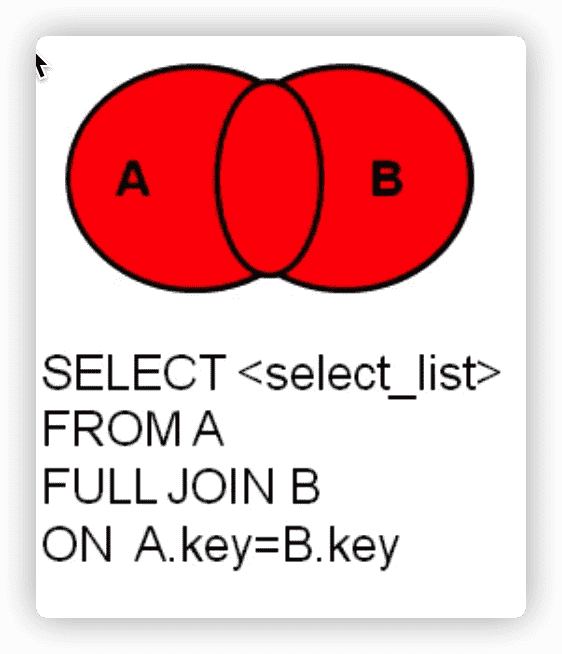 A B
SELECT <select_list>
FROM A
FULL JOIN B
ON A.key=B.key